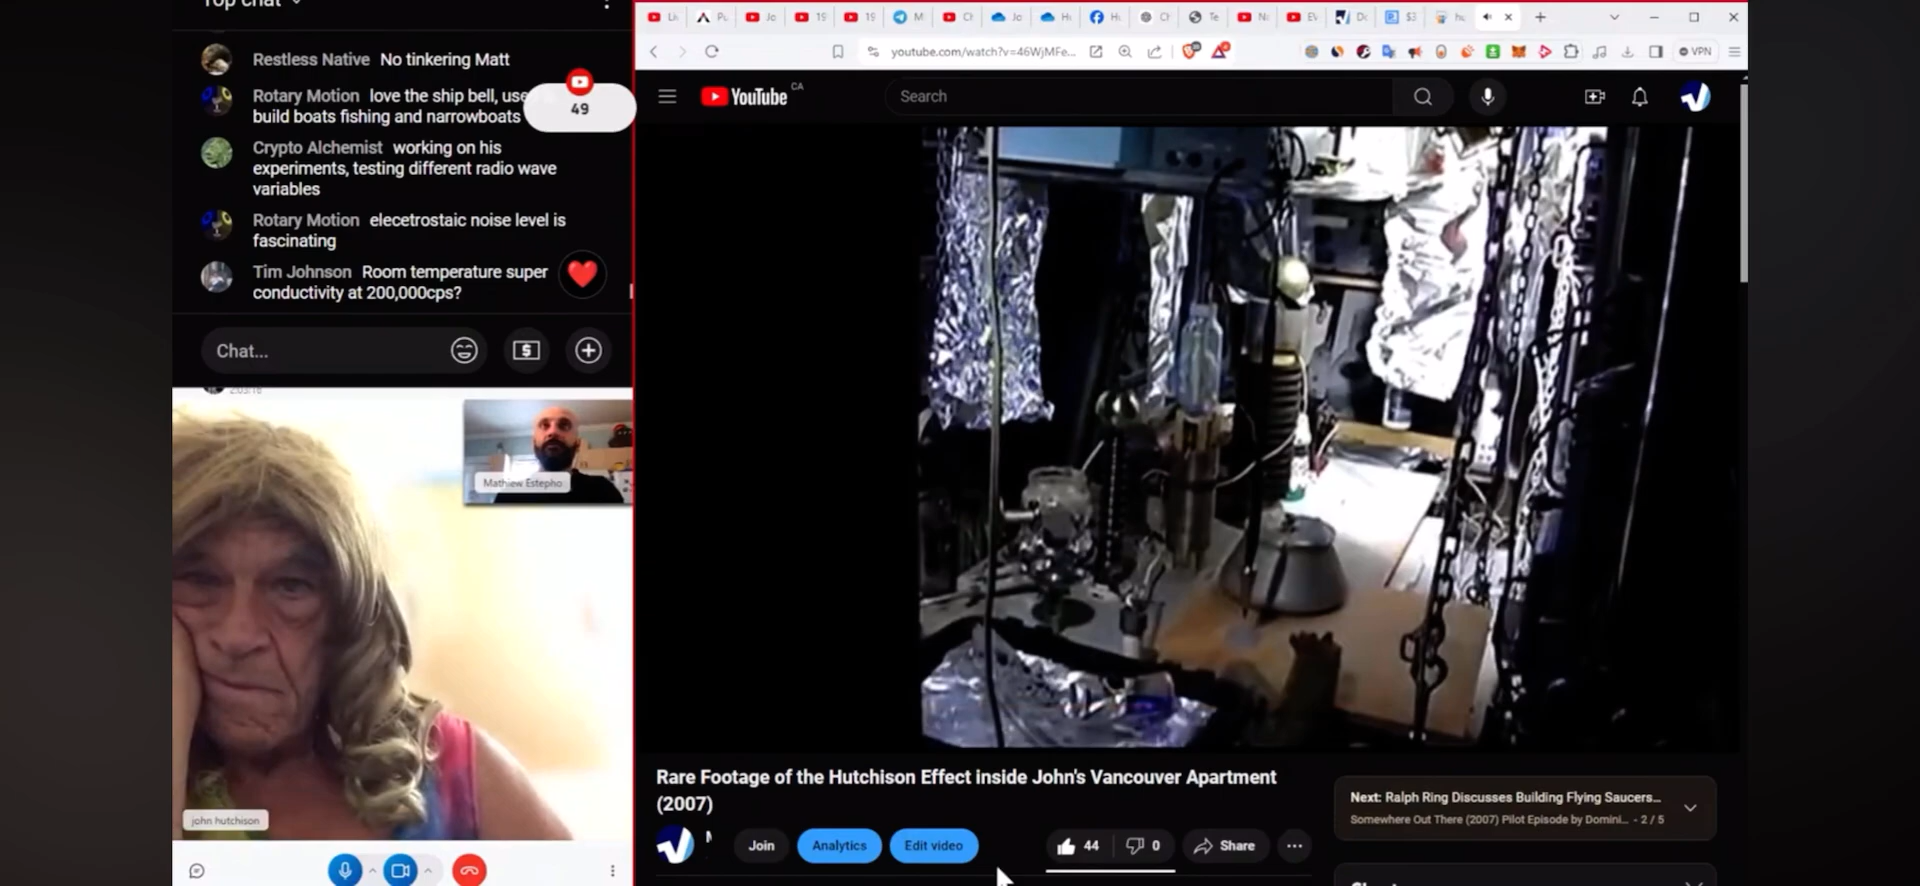 Top chat
Restless Native No tinkering Matt
Rotary Motion love the ship bell, use
build boats fishing and narrowboats
49
Crypto Alchemist working on his
experiments, testing different radio wave
variables
Rotary Motion elecetrostaic noise level is
fascinating
Tim Johnson Room temperature super
conductivity at 200,000cps?
Chat...
Mathiew Estepho
john hutchison
youtube.com/watch?v=46WjMFe...
VPN
YouTube CA
Search
Rare Footage of the Hutchison Effect inside John's Vancouver Apartment
(2007)
Join
Analytics
Edit video
44
0
Share
Next: Ralph Ring Discusses Building Flying Saucers...
Somewhere Out There (2007) Pilot Episode by Domini... - 2 / 5